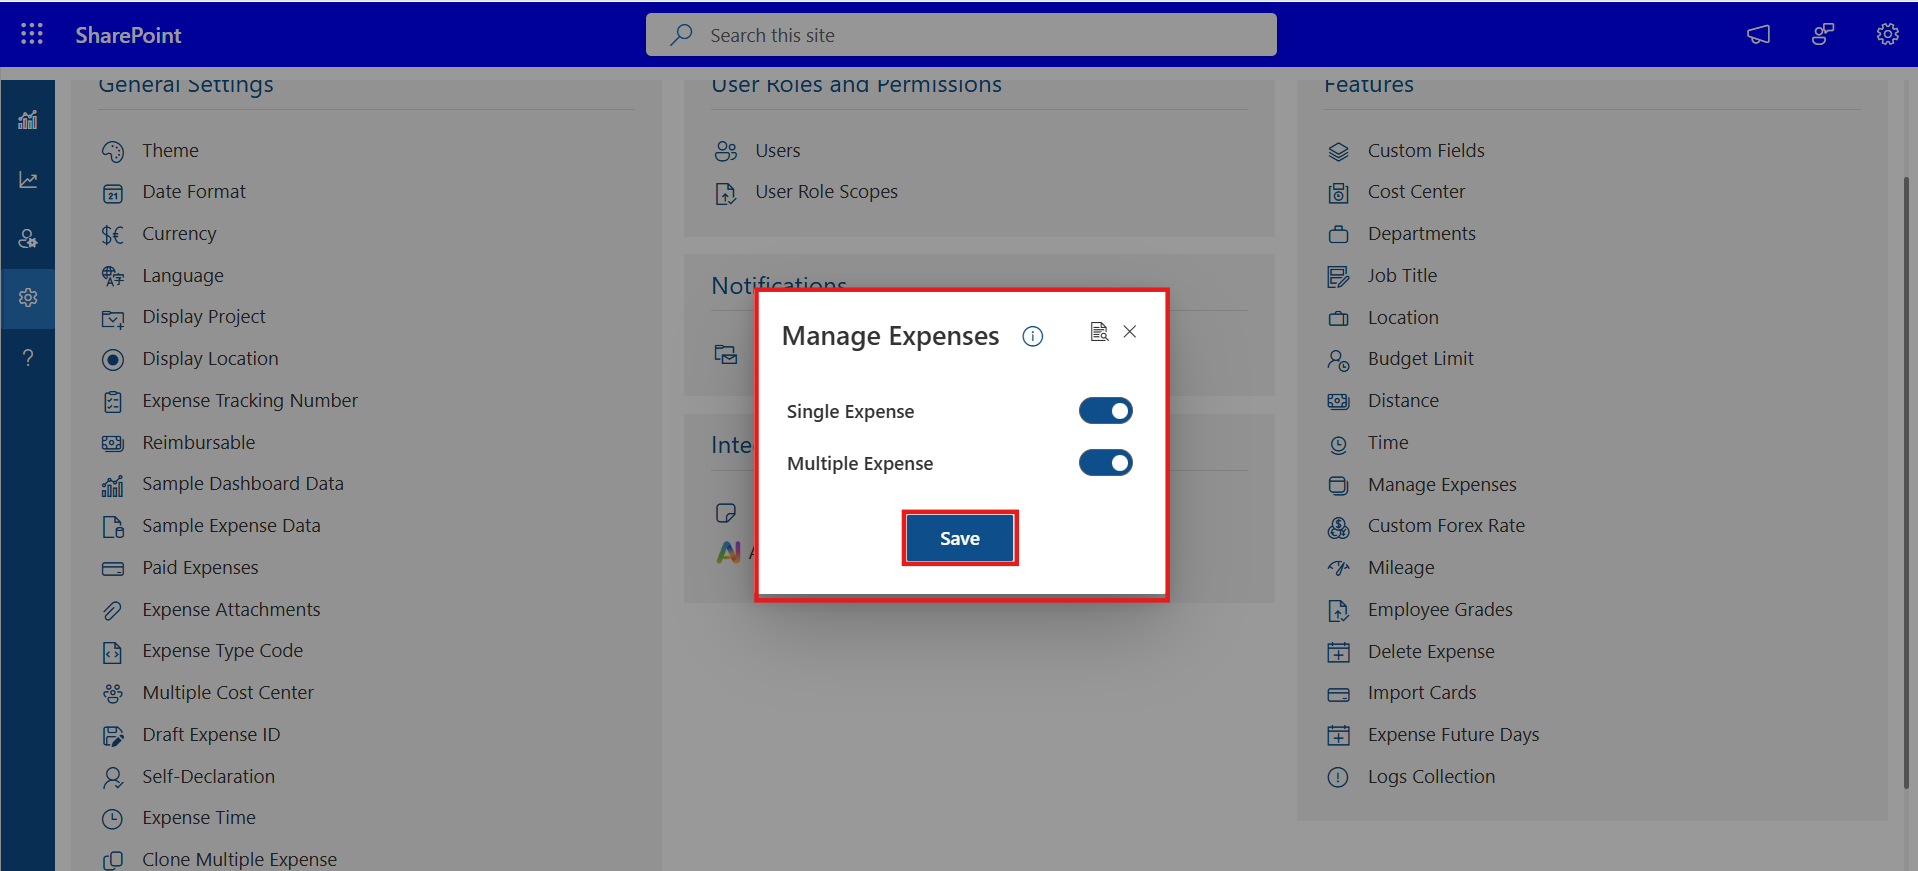 SharePoint
Search this site
General Settings
Theme
Date Format
Currency
Language
Display Project
Display Location
Expense Tracking Number
Reimbursable
Sample Dashboard Data
Sample Expense Data
Paid Expenses
Expense Attachments
Expense Type Code
Multiple Cost Center
Draft Expense ID
Self-Declaration
Expense Time
Clone Multiple Expense
User Roles and Permissions
Users
User Role Scopes
Notifications
Manage Expenses
Single Expense
Multiple Expense
Save
Features
Custom Fields
Cost Center
Departments
Job Title
Location
Budget Limit
Distance
Time
Manage Expenses
Custom Forex Rate
Mileage
Employee Grades
Delete Expense
Import Cards
Expense Future Days
Logs Collection